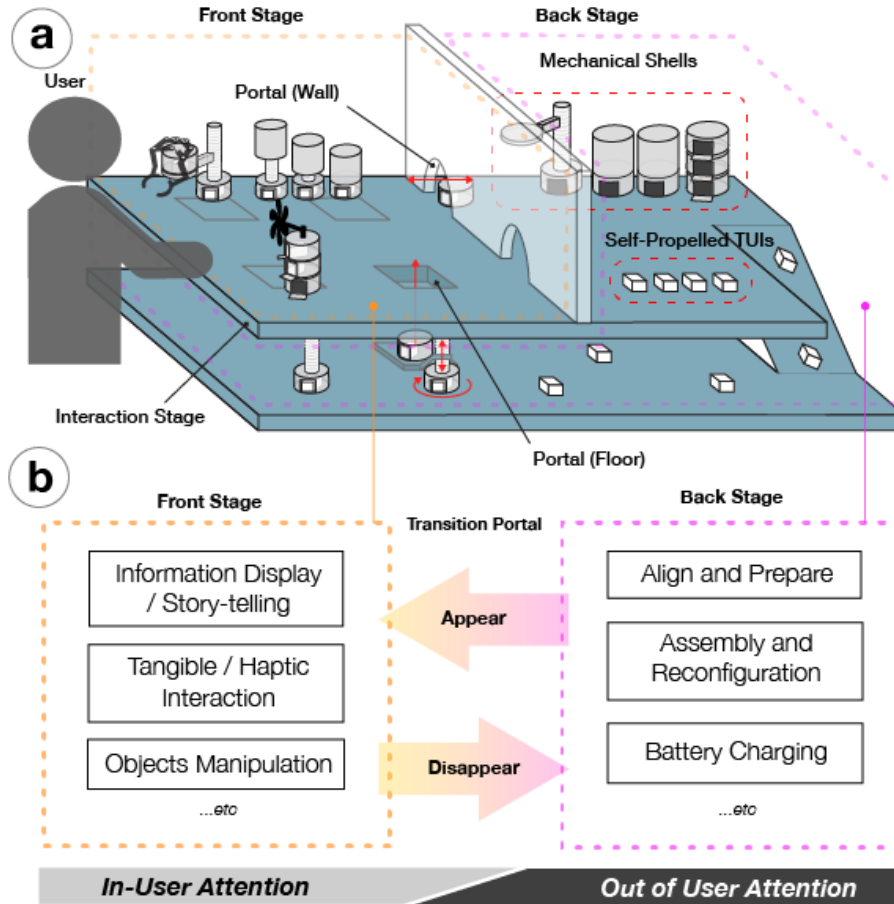 a
Front Stage
Back Stage
User
Portal (Wall)
Mechanical Shells
Self-Propelled TUIs
Interaction Stage
Portal (Floor)
b
Front Stage
Transition Portal
Back Stage
Information Display
/ Story-telling
Tangible / Haptic
Interaction
Objects Manipulation
...etc
Appear
Disappear
Align and Prepare
Assembly and
Reconfiguration
Battery Charging
...etc
In-User Attention
Out of User Attention